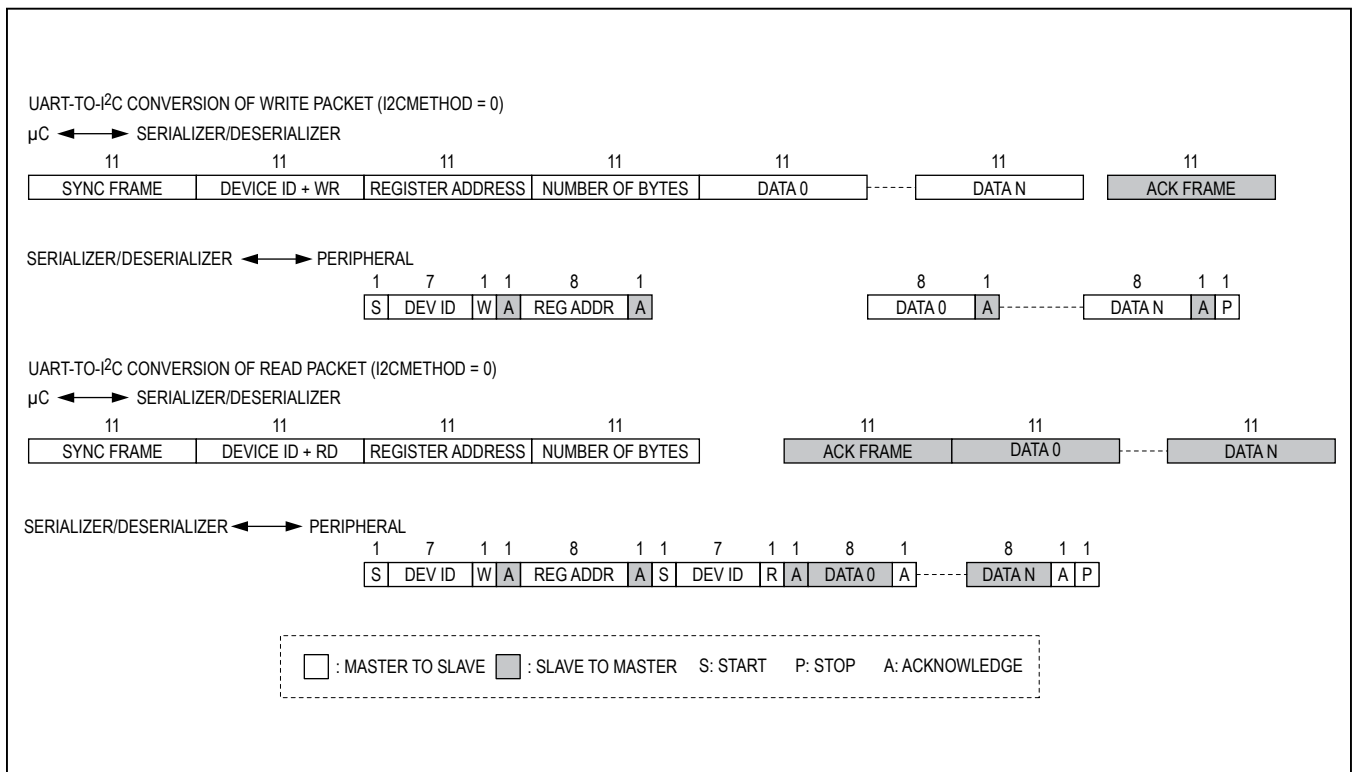 UART-TO-I2C CONVERSION OF WRITE PACKET (I2CMETHOD = 0)
µC SERIALIZER/DESERIALIZER
11 11 11 11 11 11 11
SYNC FRAME DEVICE ID + WR REGISTER ADDRESS NUMBER OF BYTES DATA 0 DATA N ACK FRAME
SERIALIZER/DESERIALIZER PERIPHERAL
1 7 1 1 8 1 8 1 8 1 1
S DEV ID W A REG ADDR A DATA 0 A DATA N A P
UART-TO-I2C CONVERSION OF READ PACKET (I2CMETHOD = 0)
µC SERIALIZER/DESERIALIZER
11 11 11 11 11 11 11
SYNC FRAME DEVICE ID + RD REGISTER ADDRESS NUMBER OF BYTES ACK FRAME DATA 0 DATA N
SERIALIZER/DESERIALIZER PERIPHERAL
1 7 1 1 8 1 1 7 1 1 8 1 8 1 1
S DEV ID W A REG ADDR A S DEV ID R A DATA 0 A DATA N A P
: MASTER TO SLAVE : SLAVE TO MASTER S: START P: STOP A: ACKNOWLEDGE